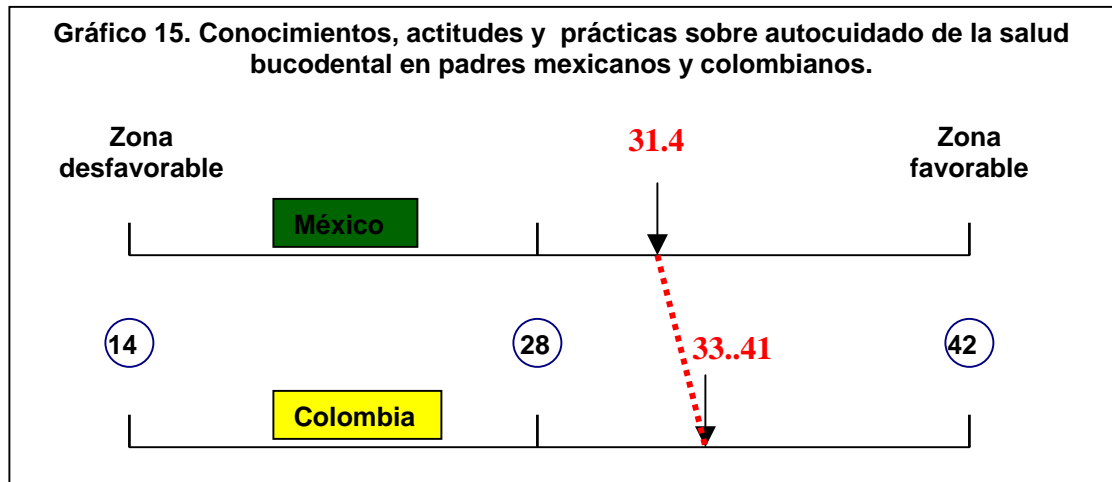 Gráfico 15. Conocimientos, actitudes y prácticas sobre autocuidado de la salud
bucodental en padres mexicanos y colombianos.
Zona
desfavorable
31.4
Zona
favorable
México
14
28
33..41
42
Colombia